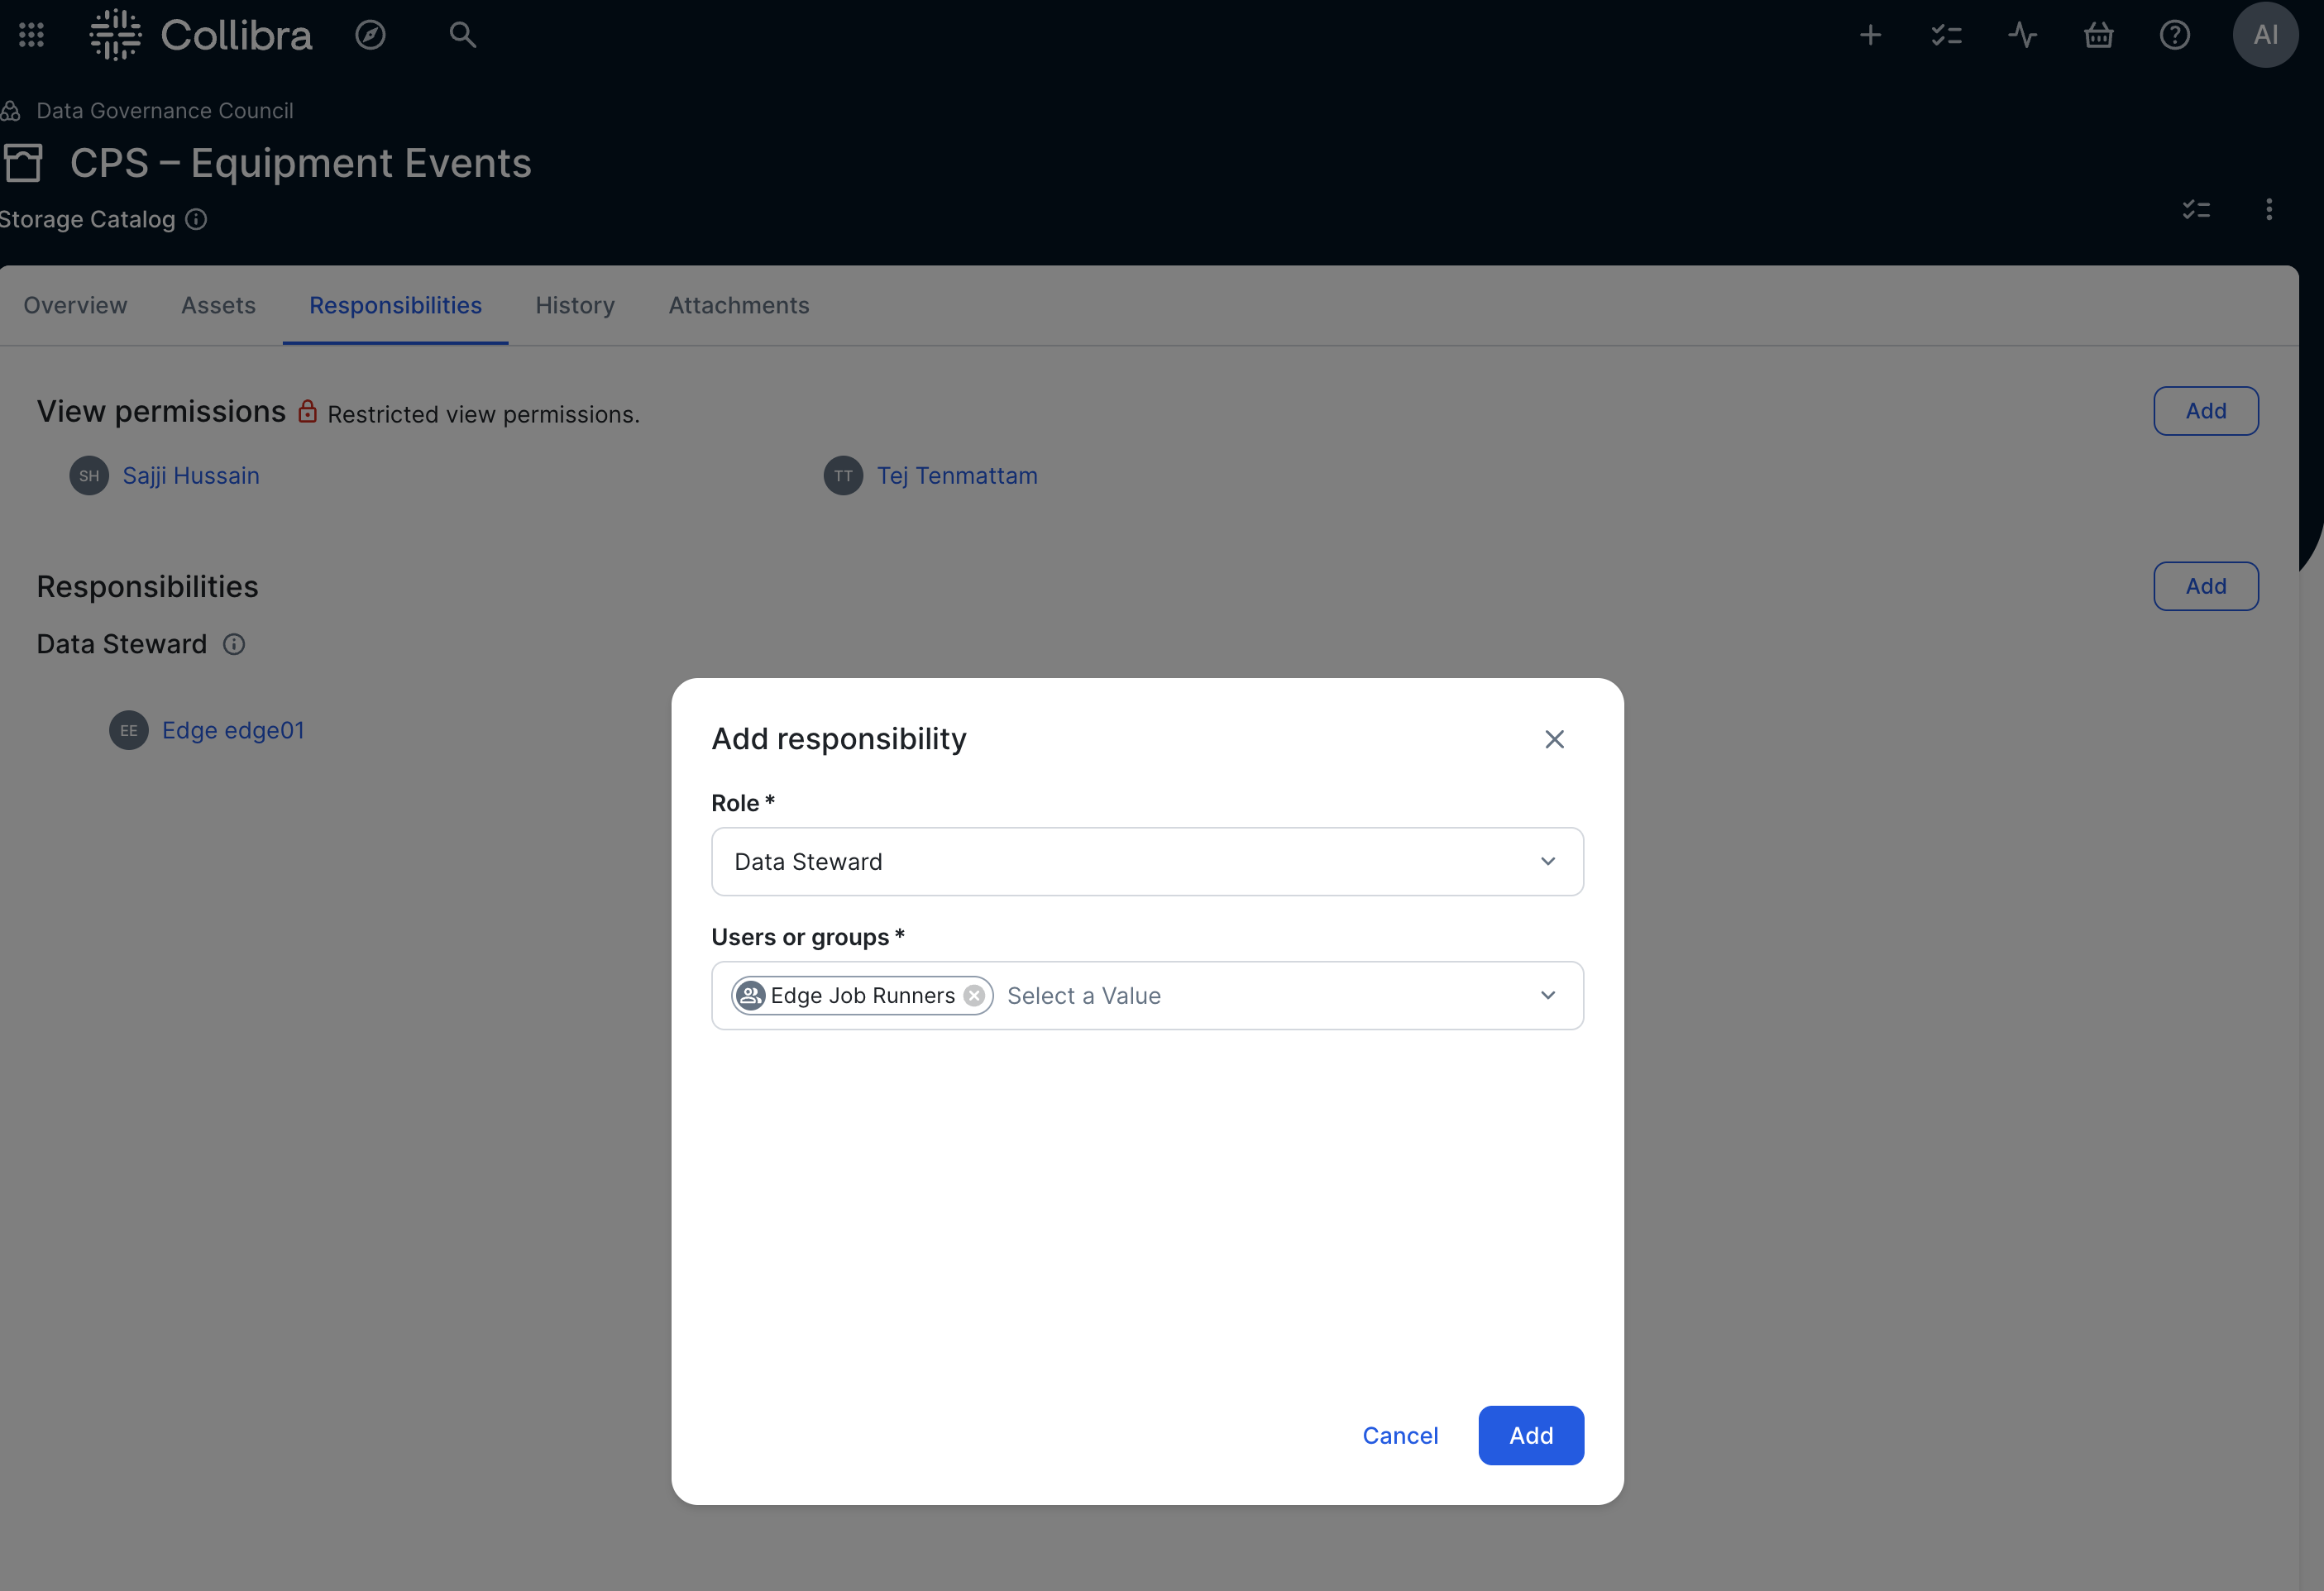 Collibra
AI
Data Governance Council
CPS – Equipment Events
Storage Catalog
Overview Assets Responsibilities History Attachments
View permissions Restricted view permissions. Add
SH Sajji Hussain TT Tej Tenmattam
Responsibilities Add
Data Steward
EE Edge edge01
Add responsibility
Role *
Data Steward
Users or groups *
Edge Job Runners Select a Value
Cancel Add